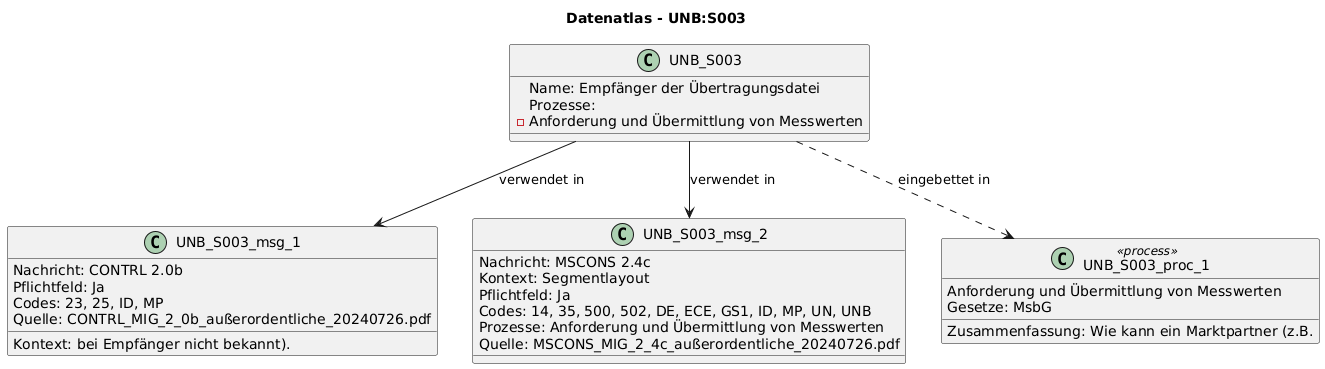 Datenatlas - UNB:S003
C UNB_S003
Name: Empfänger der Übertragungsdatei
Prozesse:
Anforderung und Übermittlung von Messwerten
verwendet in
verwendet in
eingebettet in
C UNB_S003_msg_1
Nachricht: CONTRL 2.0b
Pflichtfeld: Ja
Codes: 23, 25, ID, MP
Quelle: CONTRL_MIG_2_0b_außerordentliche_20240726.pdf
Kontext: bei Empfänger nicht bekannt).
C UNB_S003_msg_2
Nachricht: MSCONS 2.4c
Kontext: Segmentlayout
Pflichtfeld: Ja
Codes: 14, 35, 500, 502, DE, ECE, GS1, ID, MP, UN, UNB
Prozesse: Anforderung und Übermittlung von Messwerten
Quelle: MSCONS_MIG_2_4c_außerordentliche_20240726.pdf
C «process»
UNB_S003_proc_1
Anforderung und Übermittlung von Messwerten
Gesetze: MsbG
Zusammenfassung: Wie kann ein Marktpartner (z.B.